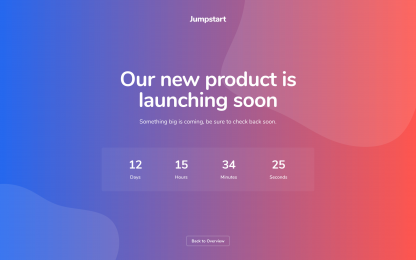 Jumpstart
Our new product is
launching soon
Something big is coming, be sure to check back soon.
12 15 34 25
Days Hours Minutes Seconds
Back to Overview